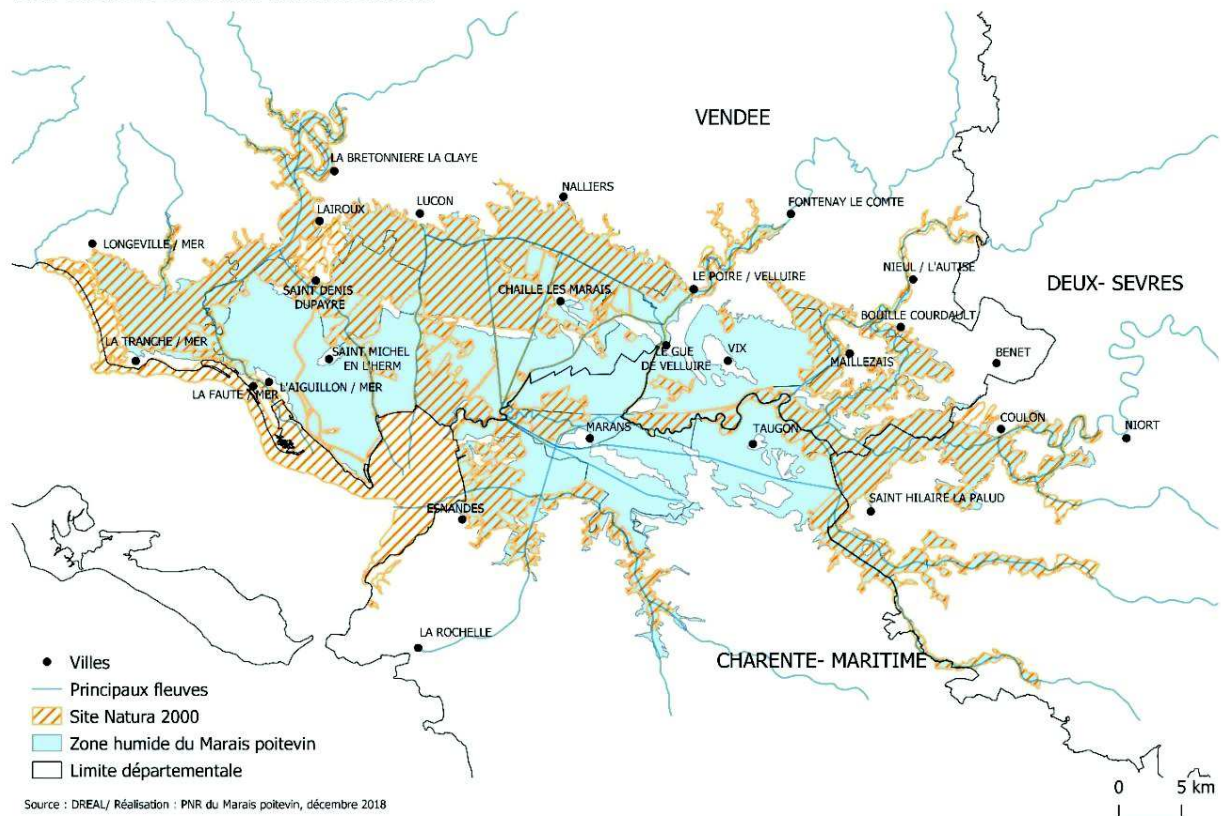 VENDEE
LA BRETONNIERE LA CLAYE
NALLIERS
LUCON
FONTENAY LE COMTE
LAIROUX
LONGEVILLE / MER
NIEUL / L'AUTISE
DEUX- SEVRES
LE POIRE / VELLUIRE
SAINT DENIS
DUPAYRE
CHAILLE LES MARAIS
BOUILLE COURDAULT
LA TRANCHE / MER
SAINT MICHEL
EN L'HERM
LE GUE
DE VELLUIRE
VIX
MAILLEZAIS
BENET
L'AIGUILLON / MER
LA FAUTE / MER
MARANS
TAUGON
COULON
NIORT
SAINT HILAIRE LA PALUD
ESNANDES
LA ROCHELLE
CHARENTE- MARITIME
Villes
Principaux fleuves
Site Natura 2000
Zone humide du Marais poitevin
Limite départementale
0 5 km
Source : DREAL/ Réalisation : PNR du Marais poitevin, décembre 2018